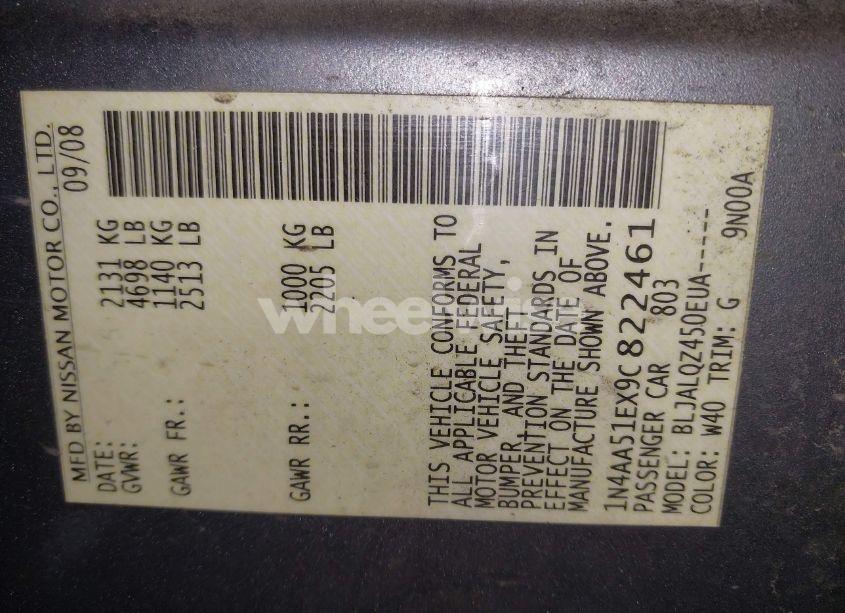 MFD BY NISSAN MOTOR CO., LTD.
DATE: 09/08
GVWR: 2131 KG
4698 LB
GAWR FR.: 1140 KG
2513 LB
GAWR RR.: 1000 KG
2205 LB
THIS VEHICLE CONFORMS TO
ALL APPLICABLE FEDERAL
MOTOR VEHICLE SAFETY,
BUMPER, AND THEFT
PREVENTION STANDARDS IN
EFFECT ON THE DATE OF
MANUFACTURE SHOWN ABOVE.
1N4AA51EX9C822461
PASSENGER CAR 803
MODEL: BLJALQZ450EUA-----
COLOR: W40 TRIM: G 9N00A